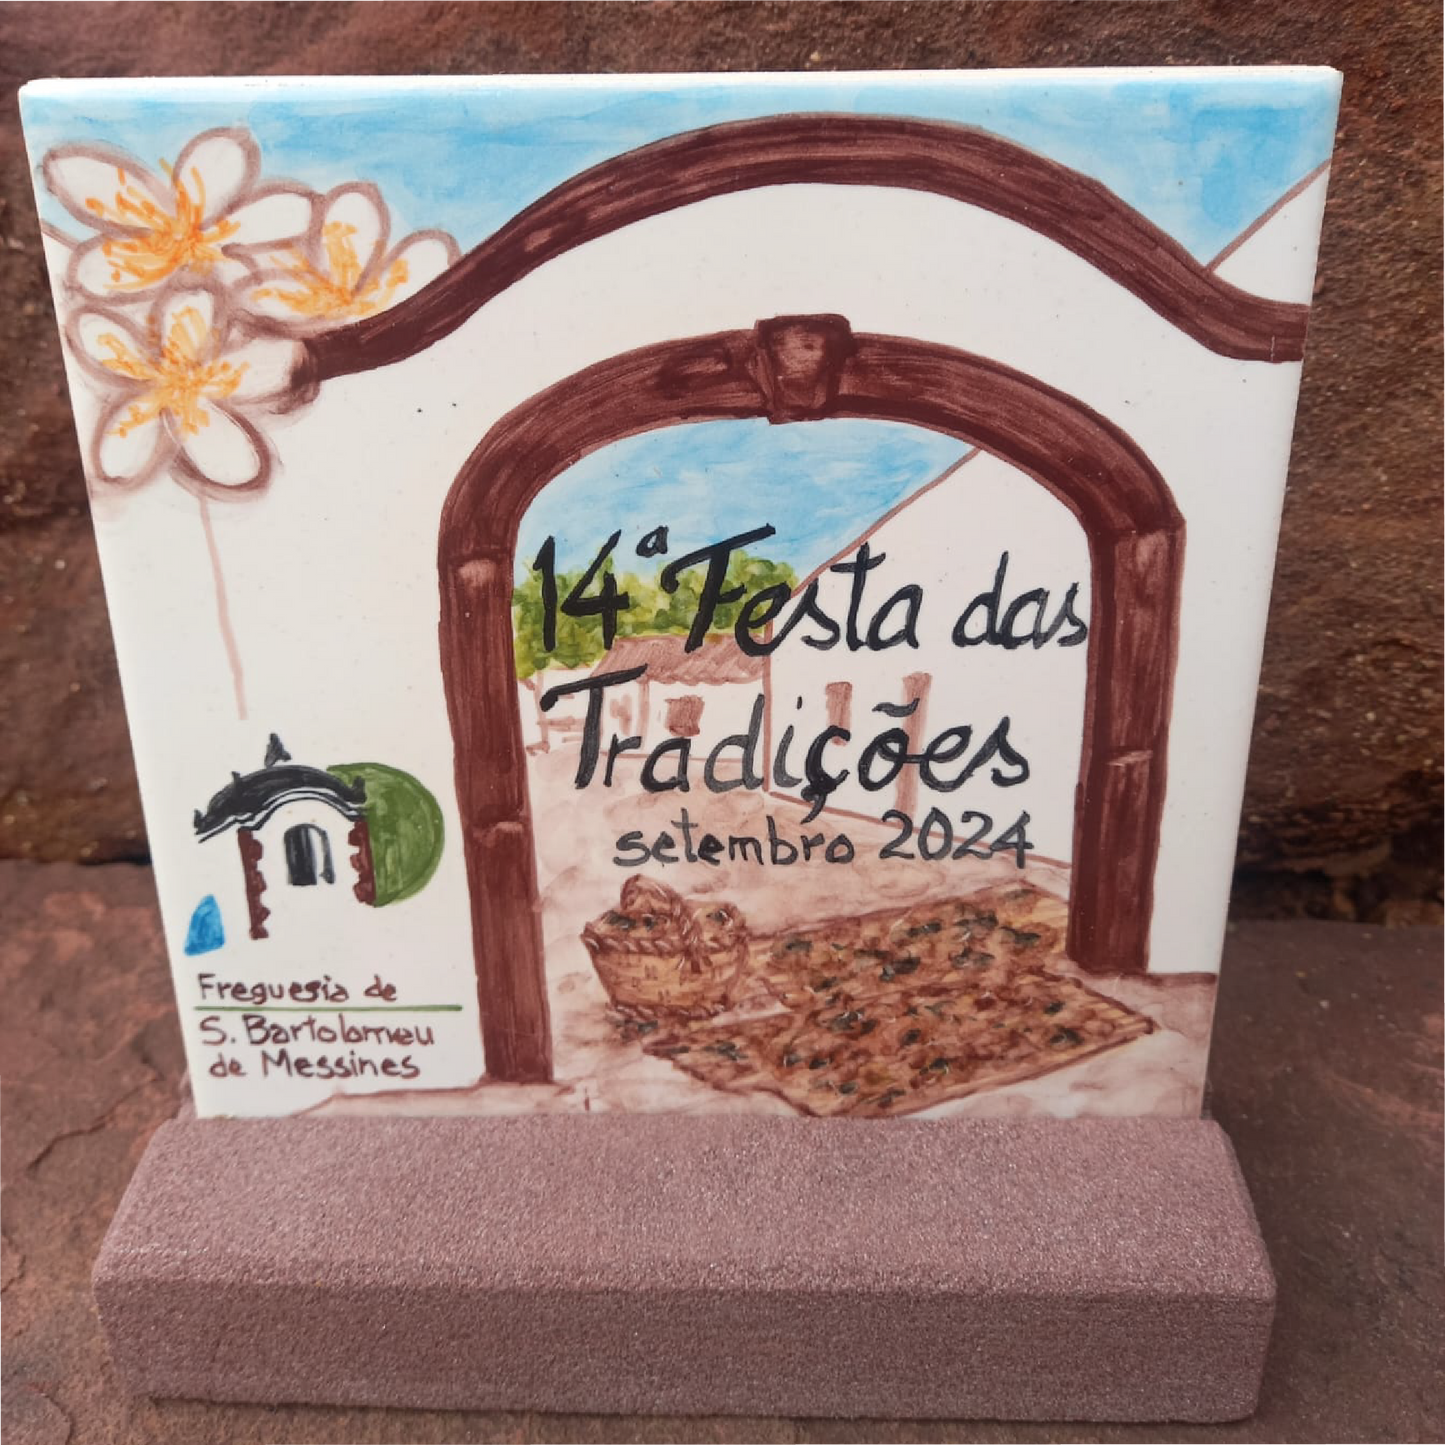 14ª Festa das
Tradições
setembro 2024
Freguesia de
S. Bartolomeu
de Messines